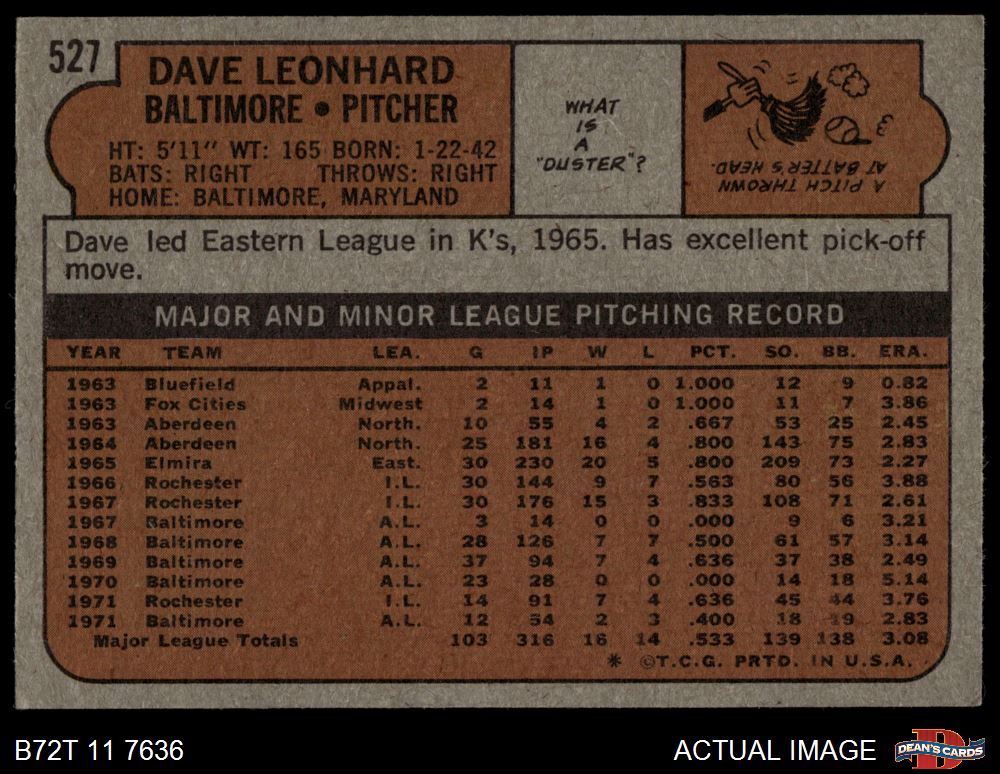 527
DAVE LEONHARD
BALTIMORE • PITCHER
HT: 5'11" WT: 165 BORN: 1-22-42
BATS: RIGHT THROWS: RIGHT
HOME: BALTIMORE, MARYLAND
WHAT
IS
A
"DUSTER"?
A PITCH THROWN
AT BATTER'S HEAD.
Dave led Eastern League in K's, 1965. Has excellent pick-off
move.
MAJOR AND MINOR LEAGUE PITCHING RECORD
YEAR TEAM LEA. G IP W L PCT. SO. BB. ERA.
1963 Bluefield Appal. 2 11 1 0 1.000 12 9 0.82
1963 Fox Cities Midwest 2 14 1 0 1.000 11 7 3.86
1963 Aberdeen North. 10 55 4 2 .667 53 25 2.45
1964 Aberdeen North. 25 181 16 4 .800 143 75 2.83
1965 Elmira East. 30 230 20 5 .800 209 73 2.27
1966 Rochester I.L. 30 144 9 7 .563 80 56 3.88
1967 Rochester I.L. 30 176 15 3 .833 108 71 2.61
1967 Baltimore A.L. 3 14 0 0 .000 9 6 3.21
1968 Baltimore A.L. 28 126 7 7 .500 61 57 3.14
1969 Baltimore A.L. 37 94 7 4 .636 37 38 2.49
1970 Baltimore A.L. 23 28 0 0 .000 14 18 5.14
1971 Rochester I.L. 14 91 7 4 .636 45 44 3.76
1971 Baltimore A.L. 12 54 2 3 .400 18 19 2.83
Major League Totals 103 316 16 14 .533 139 138 3.08
* ©T.C.G. PRTD. IN U.S.A.
B72T 11 7636
ACTUAL IMAGE
D
DEAN'S CARDS